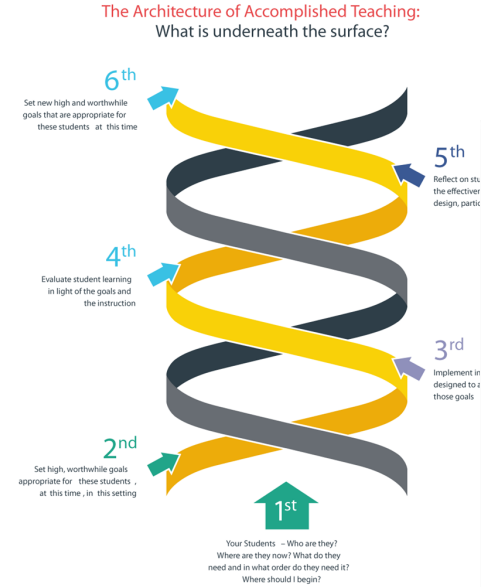 The Architecture of Accomplished Teaching:
What is underneath the surface?
6th
Set new high and worthwhile
goals that are appropriate for
these students at this time
5th
Reflect on
the
design,
4th
Evaluate student learning
in light of the goals and
the instruction
3rd
Implement
designed to
those goals
2nd
Set high, worthwhile goals
appropriate for these students ,
at this time , in this setting
1st
Your Students – Who are they?
Where are they now? What do they
need and in what order do they need it?
Where should I begin?